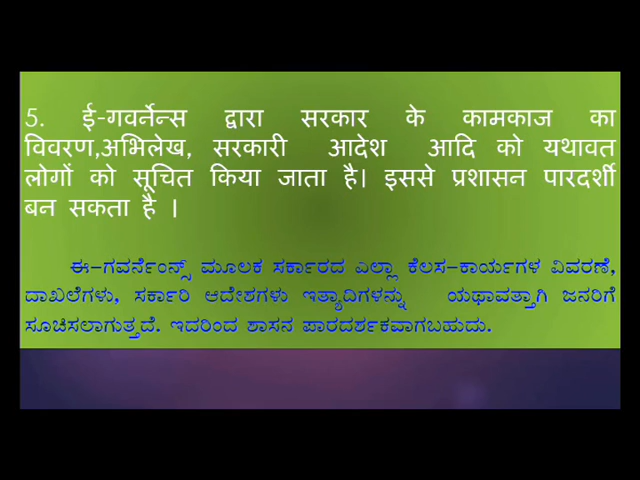 5. ई-गवर्नेन्स द्वारा सरकार के कामकाज का
विवरण,अभिलेख, सरकारी आदेश आदि को यथावत
लोगों को सूचित किया जाता है। इससे प्रशासन पारदर्शी
बन सकता है ।
ಈ-ಗವರ್ನೆಂನ್ಸ್ ಮೂಲಕ ಸರ್ಕಾರದ ಎಲ್ಲಾ ಕೆಲಸ-ಕಾರ್ಯಗಳ ವಿವರಣೆ,
ದಾಖಲೆಗಳು, ಸರ್ಕಾರಿ ಆದೇಶಗಳು ಇತ್ಯಾದಿಗಳನ್ನು ಯಥಾವತ್ತಾಗಿ ಜನರಿಗೆ
ಸೂಚಿಸಲಾಗುತ್ತದೆ. ಇದರಿಂದ ಶಾಸನ ಪಾರದರ್ಶಕವಾಗಬಹುದು.